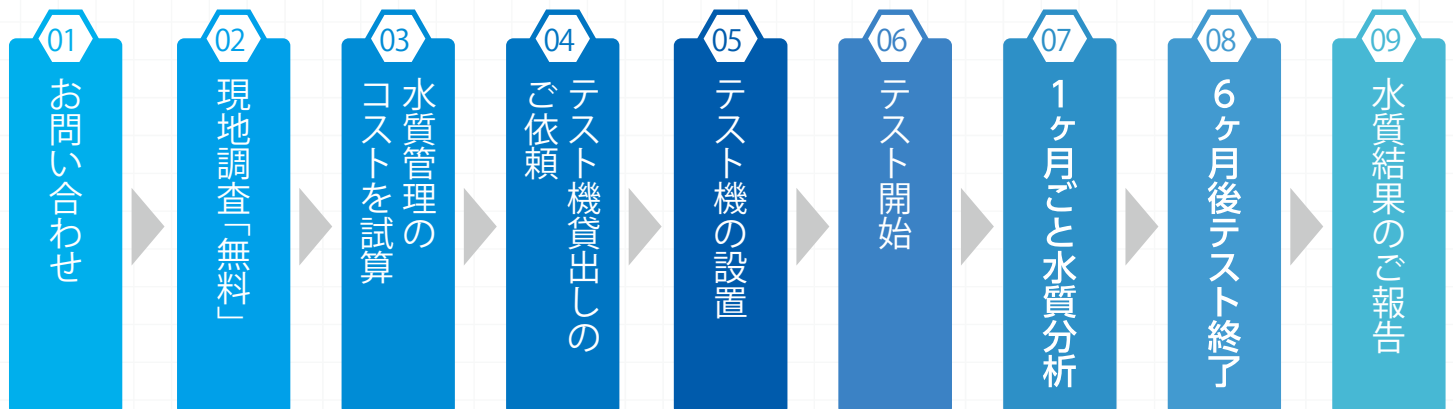 01
お問い合わせ
02
現地調査「無料」
03
水質管理の
コストを試算
04
テスト機貸出しの
ご依頼
05
テスト機の設置
06
テスト開始
07
1ヶ月ごと水質分析
08
6ヶ月後テスト終了
09
水質結果のご報告